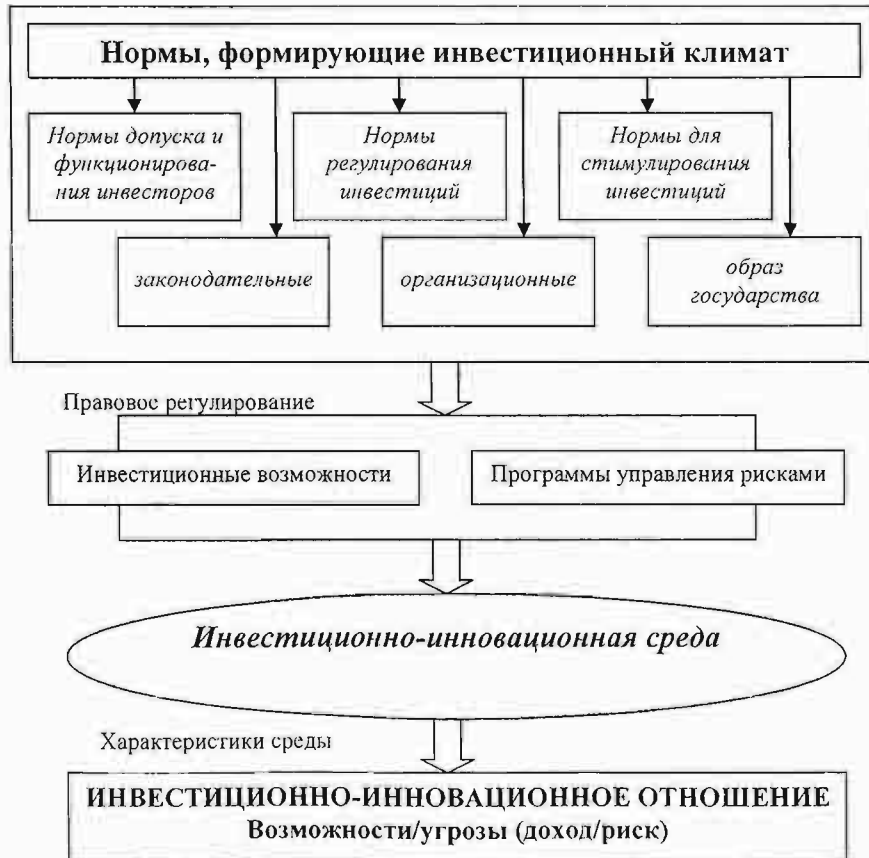 Нормы, формирующие инвестиционный климат
Нормы допуска и
функционирова-
ния инвесторов
Нормы
регулирования
инвестиций
Нормы для
стимулирования
инвестиций
законодательные
организационные
образ
государства
Правовое регулирование
Инвестиционные возможности
Программы управления рисками
Инвестиционно-инновационная среда
Характеристики среды
ИНВЕСТИЦИОННО-ИННОВАЦИОННОЕ ОТНОШЕНИЕ
Возможности/угрозы (доход/риск)